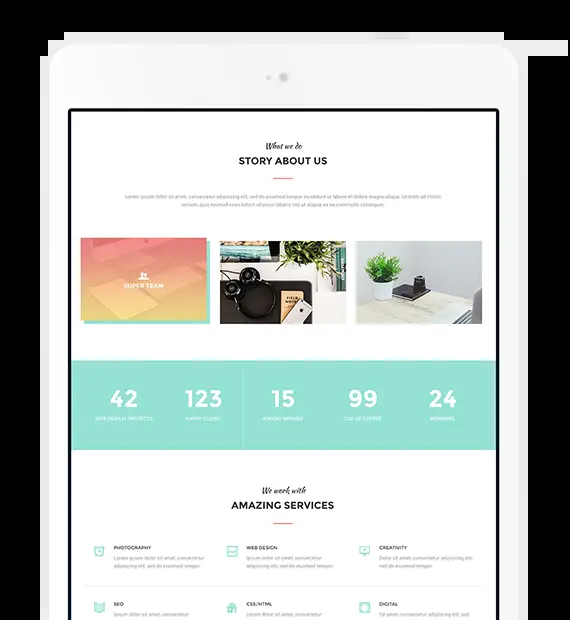 What we do
STORY ABOUT US
Lorem ipsum dolor sit amet, consectetur adipiscing elit, sed do eiusmod tempor incididunt ut labore et dolore magna aliqua. Ut enim ad minim
veniam, quis nostrud exercitation ullamco laboris nisi ut aliquip ex ea commodo consequat.
SUPER TEAM
FIELD
NOTES
42 123 15 99 24
WEB DESIGN PROJECTS HAPPY CLIENT AWARD WINNER CUP OF COFFEE MEMBERS
We work with
AMAZING SERVICES
PHOTOGRAPHY WEB DESIGN CREATIVITY
Lorem ipsum dolor sit amet, consectetur Ipsum dolor sit amet, consectetur Dolor sit amet, consectetur adipiscing
adipiscing elit, sed do eiusmod tempor adipiscing elit, sed do eiusmod tempor elit, sed do eiusmod tempor
SEO CSS/HTML DIGITAL
Ipsum dolor sit amet, consectetur Lorem ipsum dolor sit amet, Sit amet, consectetur adipiscing elit, sed